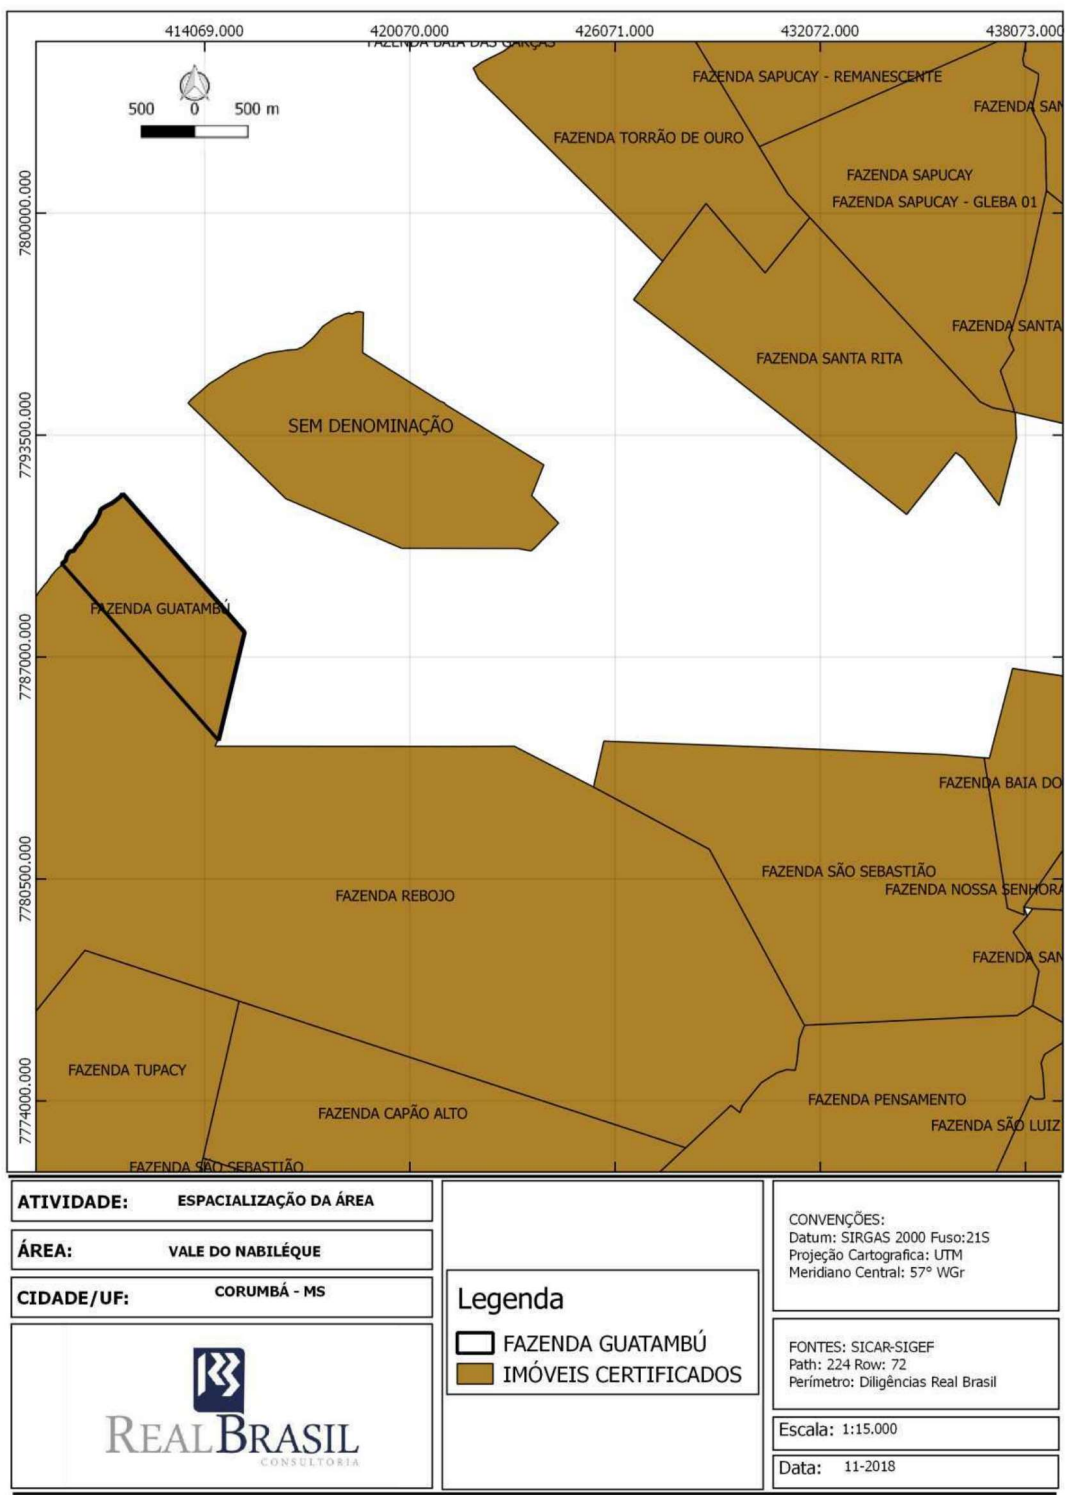 414069.000 420070.000 426071.000 432072.000 438073.000
FAZENDA BAIA DAS GARÇAS
500 0 500 m
FAZENDA SAPUCAY - REMANESCENTE
FAZENDA SAN
FAZENDA TORRÃO DE OURO
FAZENDA SAPUCAY
FAZENDA SAPUCAY - GLEBA 01
7800000.000
FAZENDA SANTA
FAZENDA SANTA RITA
SEM DENOMINAÇÃO
7793500.000
FAZENDA GUATAMBÚ
7787000.000
FAZENDA BAIA DO
FAZENDA SÃO SEBASTIÃO
FAZENDA NOSSA SENHORA
FAZENDA REBOJO
7780500.000
FAZENDA SAN
FAZENDA TUPACY
FAZENDA PENSAMENTO
FAZENDA CAPÃO ALTO
FAZENDA SÃO LUIZ
7774000.000
FAZENDA SÃO SEBASTIÃO
ATIVIDADE: ESPACIALIZAÇÃO DA ÁREA
ÁREA: VALE DO NABILÉQUE
CIDADE/UF: CORUMBÁ - MS
REALBRASIL
CONSULTORIA
Legenda
FAZENDA GUATAMBÚ
IMÓVEIS CERTIFICADOS
CONVENÇÕES:
Datum: SIRGAS 2000 Fuso:21S
Projeção Cartografica: UTM
Meridiano Central: 57° WGr
FONTES: SICAR-SIGEF
Path: 224 Row: 72
Perímetro: Diligências Real Brasil
Escala: 1:15.000
Data: 11-2018